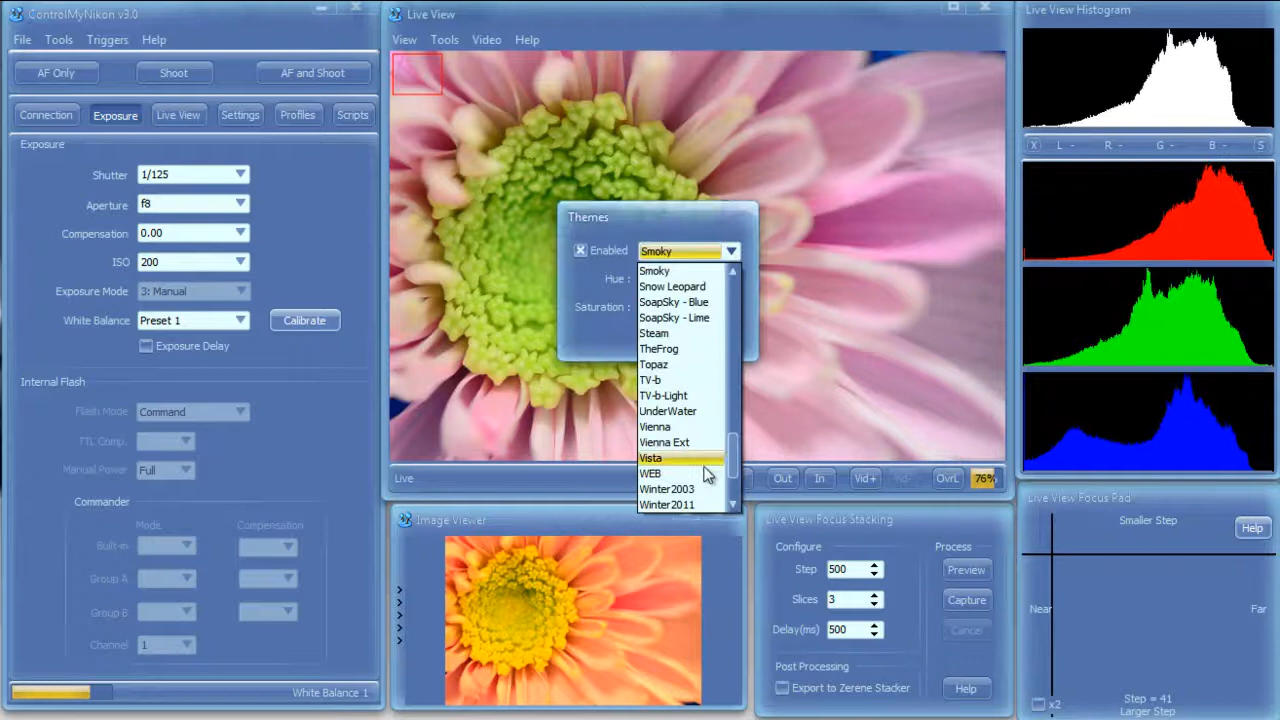 ControlMyNikon v3.0
File Tools Triggers Help
AF Only Shoot AF and Shoot
Connection Exposure Live View Settings Profiles Scripts
Exposure
Shutter 1/125
Aperture f8
Compensation 0.00
ISO 200
Exposure Mode 3: Manual
White Balance Preset 1 Calibrate
Exposure Delay
Internal Flash
Flash Mode Command
TTL Comp.
Manual Power Full
Commander
Mode Compensation
Built-in
Group A
Group B
Channel 1
White Balance 1
Live View
View Tools Video Help
Themes
Enabled Smoky
Hue :
Saturation :
Smoky
Snow Leopard
SoapSky - Blue
SoapSky - Lime
Steam
TheFrog
Topaz
TV-b
TV-b-Light
UnderWater
Vienna
Vienna Ext
Vista
WEB
Winter2003
Winter2011
Live Out In Vid+ Vid- OvrL 76%
Image Viewer
Live View Focus Stacking
Configure Process
Step 500 Preview
Slices 3 Capture
Delay(ms) 500 Cancel
Post Processing
Export to Zerene Stacker Help
Live View Histogram
X L - R - G - B - S
Live View Focus Pad
Smaller Step Help
Near Far
x2 Step = 41
Larger Step